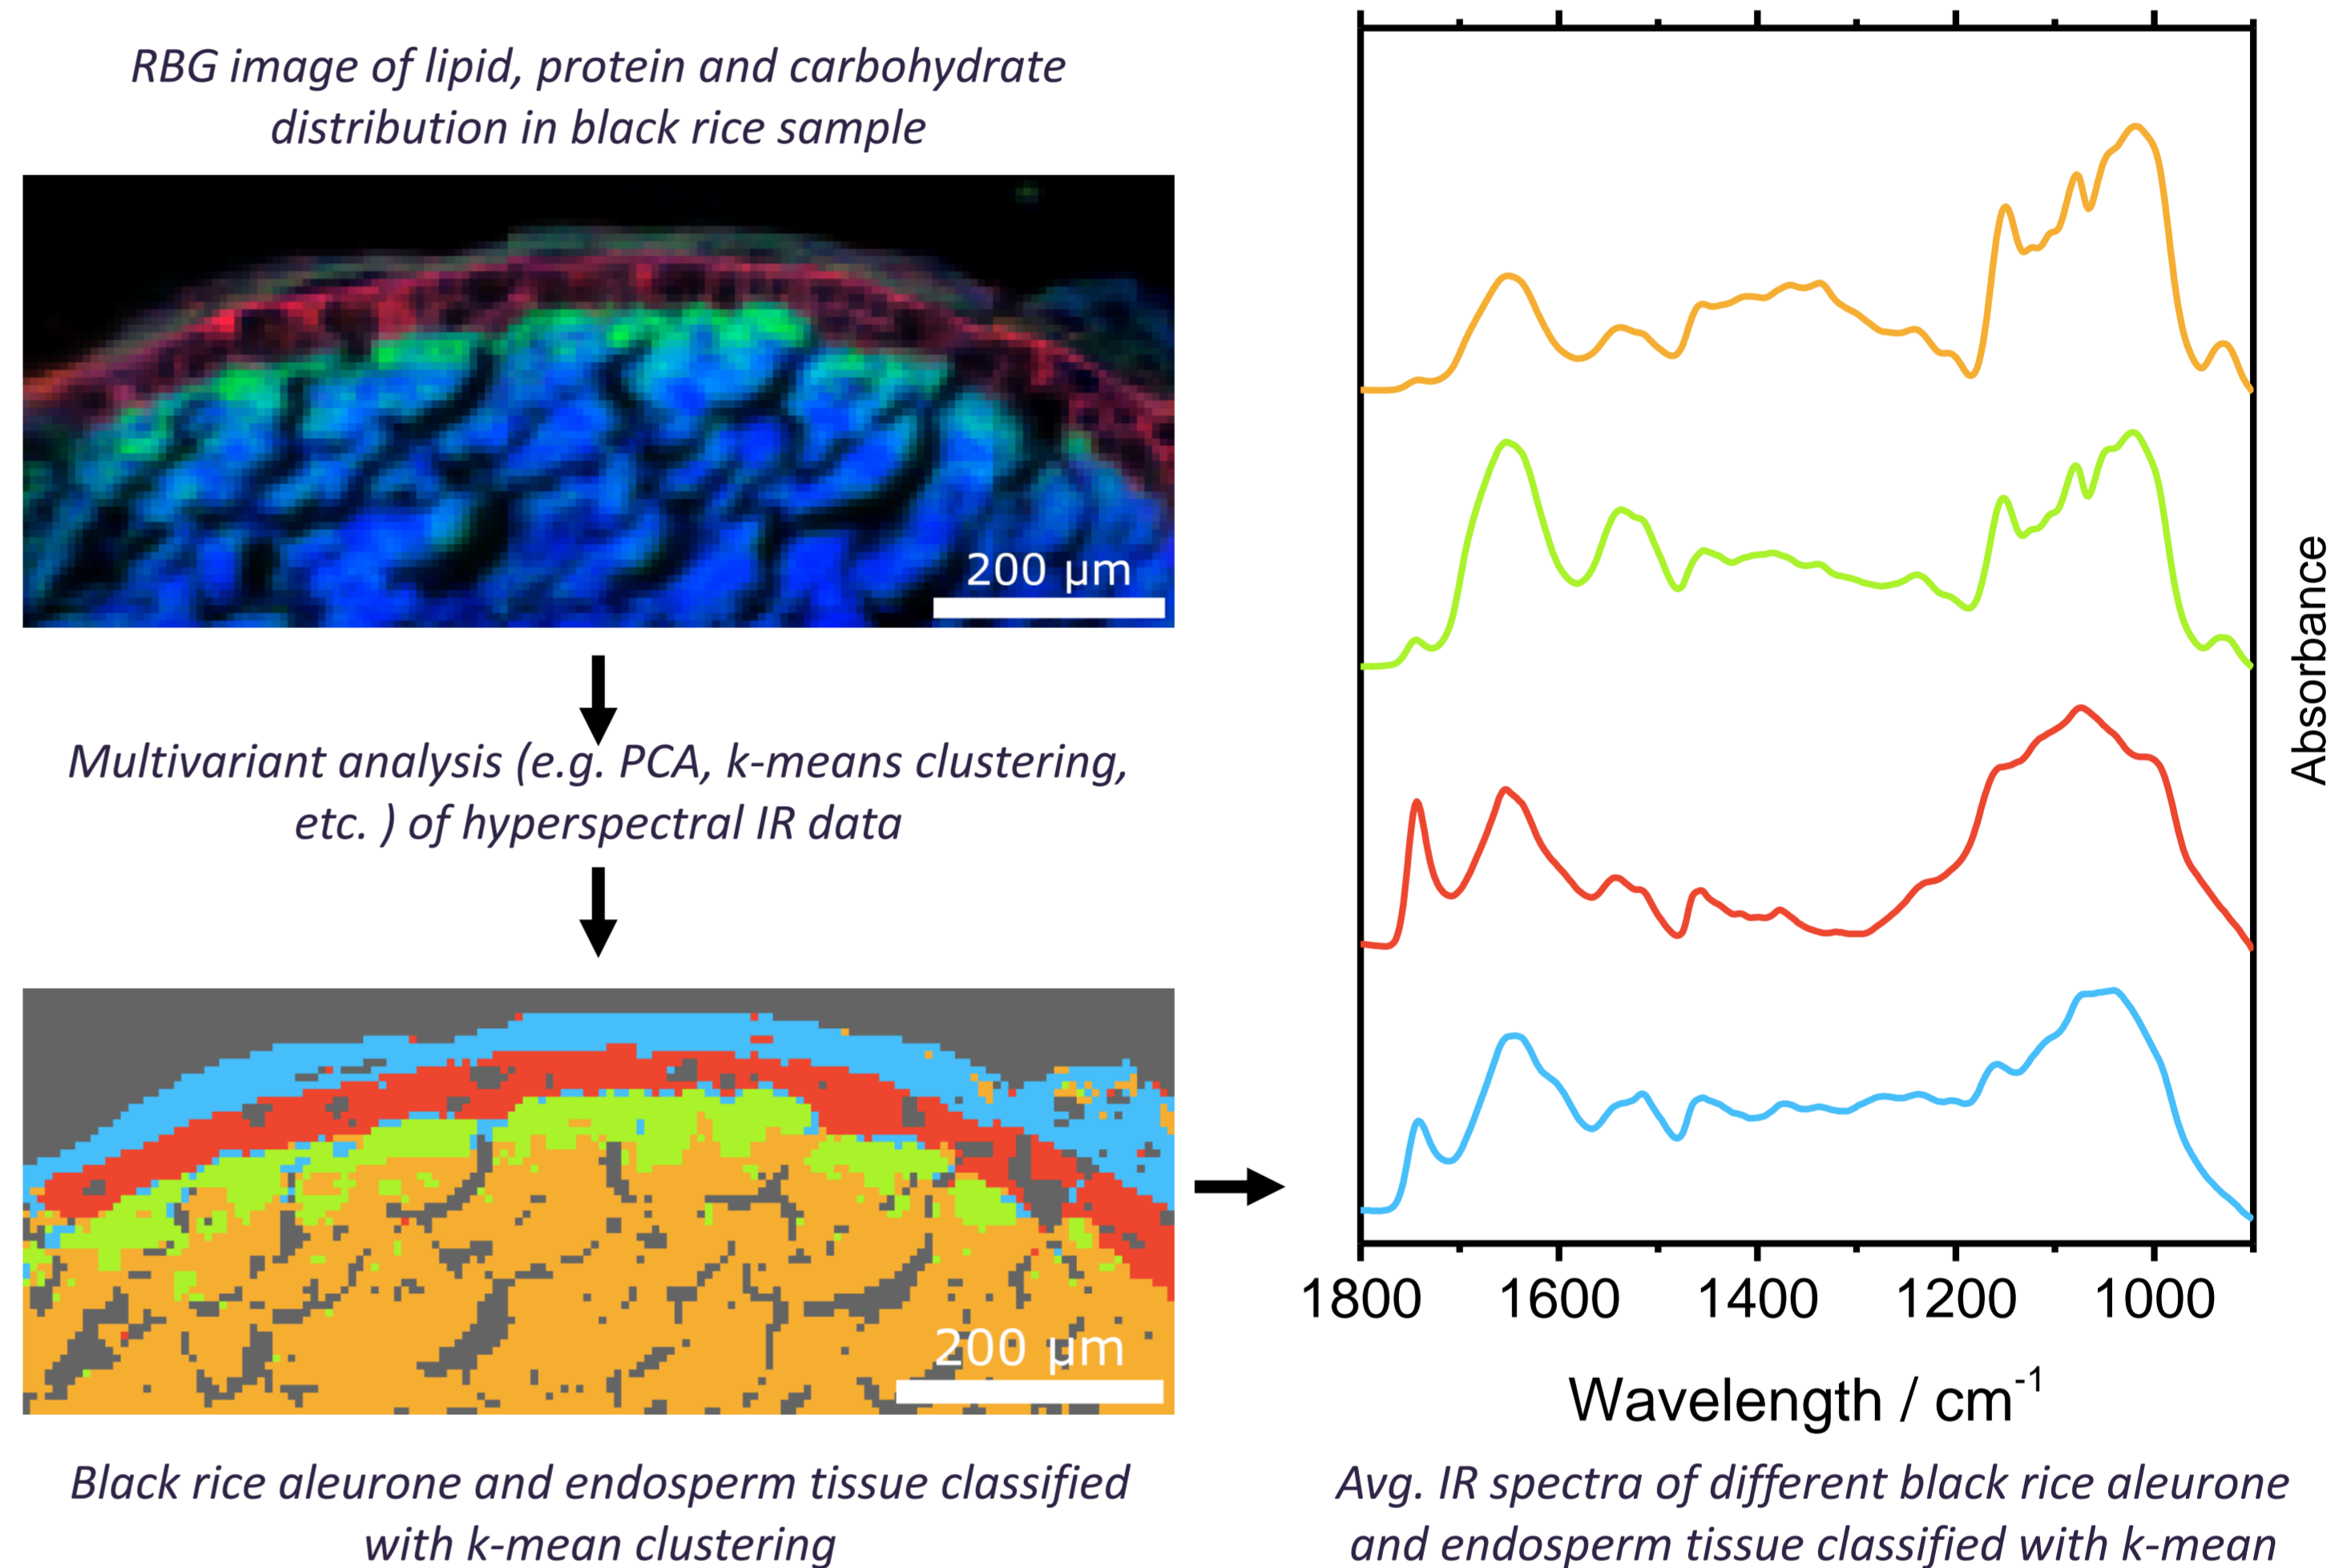 RBG image of lipid, protein and carbohydrate
distribution in black rice sample
200 µm
Multivariant analysis (e.g. PCA, k-means clustering,
etc. ) of hyperspectral IR data
200 µm
Black rice aleurone and endosperm tissue classified
with k-mean clustering
Absorbance
1800 1600 1400 1200 1000
Wavelength / cm⁻¹
Avg. IR spectra of different black rice aleurone
and endosperm tissue classified with k-mean